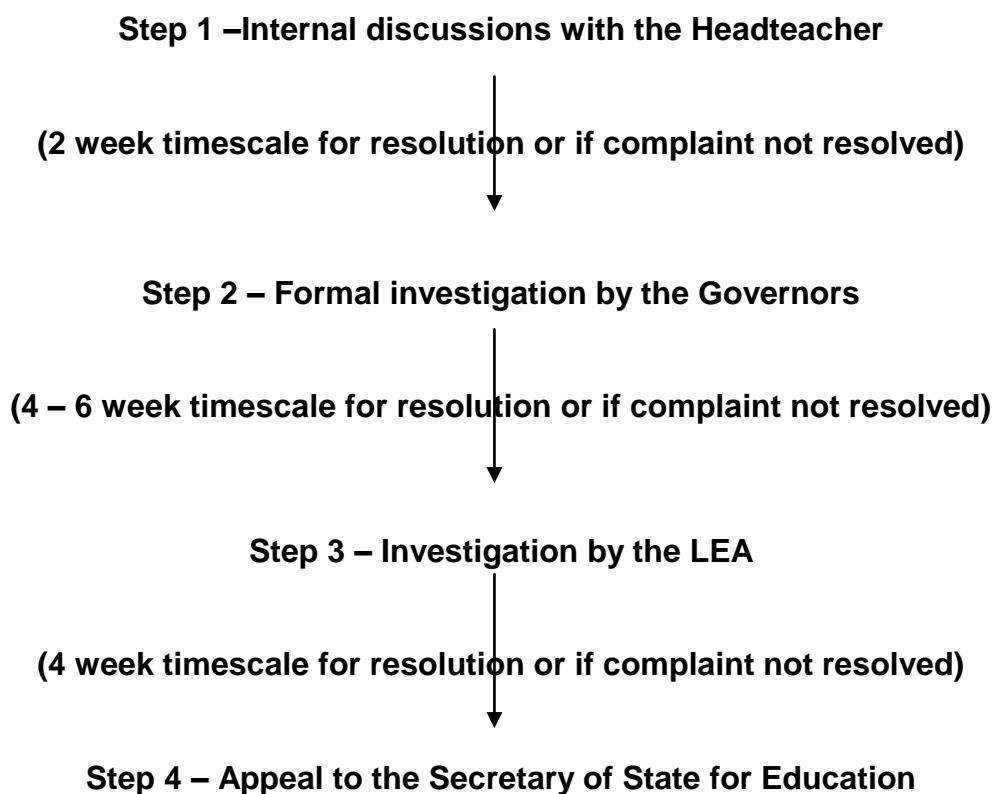 Step 1 –Internal discussions with the Headteacher
(2 week timescale for resolution or if complaint not resolved)
Step 2 – Formal investigation by the Governors
(4 – 6 week timescale for resolution or if complaint not resolved)
Step 3 – Investigation by the LEA
(4 week timescale for resolution or if complaint not resolved)
Step 4 – Appeal to the Secretary of State for Education